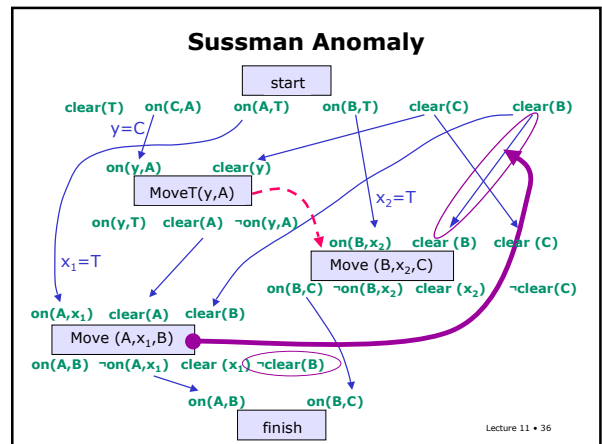 Sussman Anomaly
start
clear(T) on(C,A) on(A,T) on(B,T) clear(C) clear(B)
y=C
on(y,A) clear(y)
MoveT(y,A)
x₂=T
on(y,T) clear(A) ¬on(y,A)
on(B,x₂) clear (B) clear (C)
x₁=T
Move (B,x₂,C)
on(B,C) ¬on(B,x₂) clear (x₂) ¬clear(C)
on(A,x₁) clear(A) clear(B)
Move (A,x₁,B)
on(A,B) ¬on(A,x₁) clear (x₁) ¬clear(B)
on(A,B) on(B,C)
finish
Lecture 11 • 36